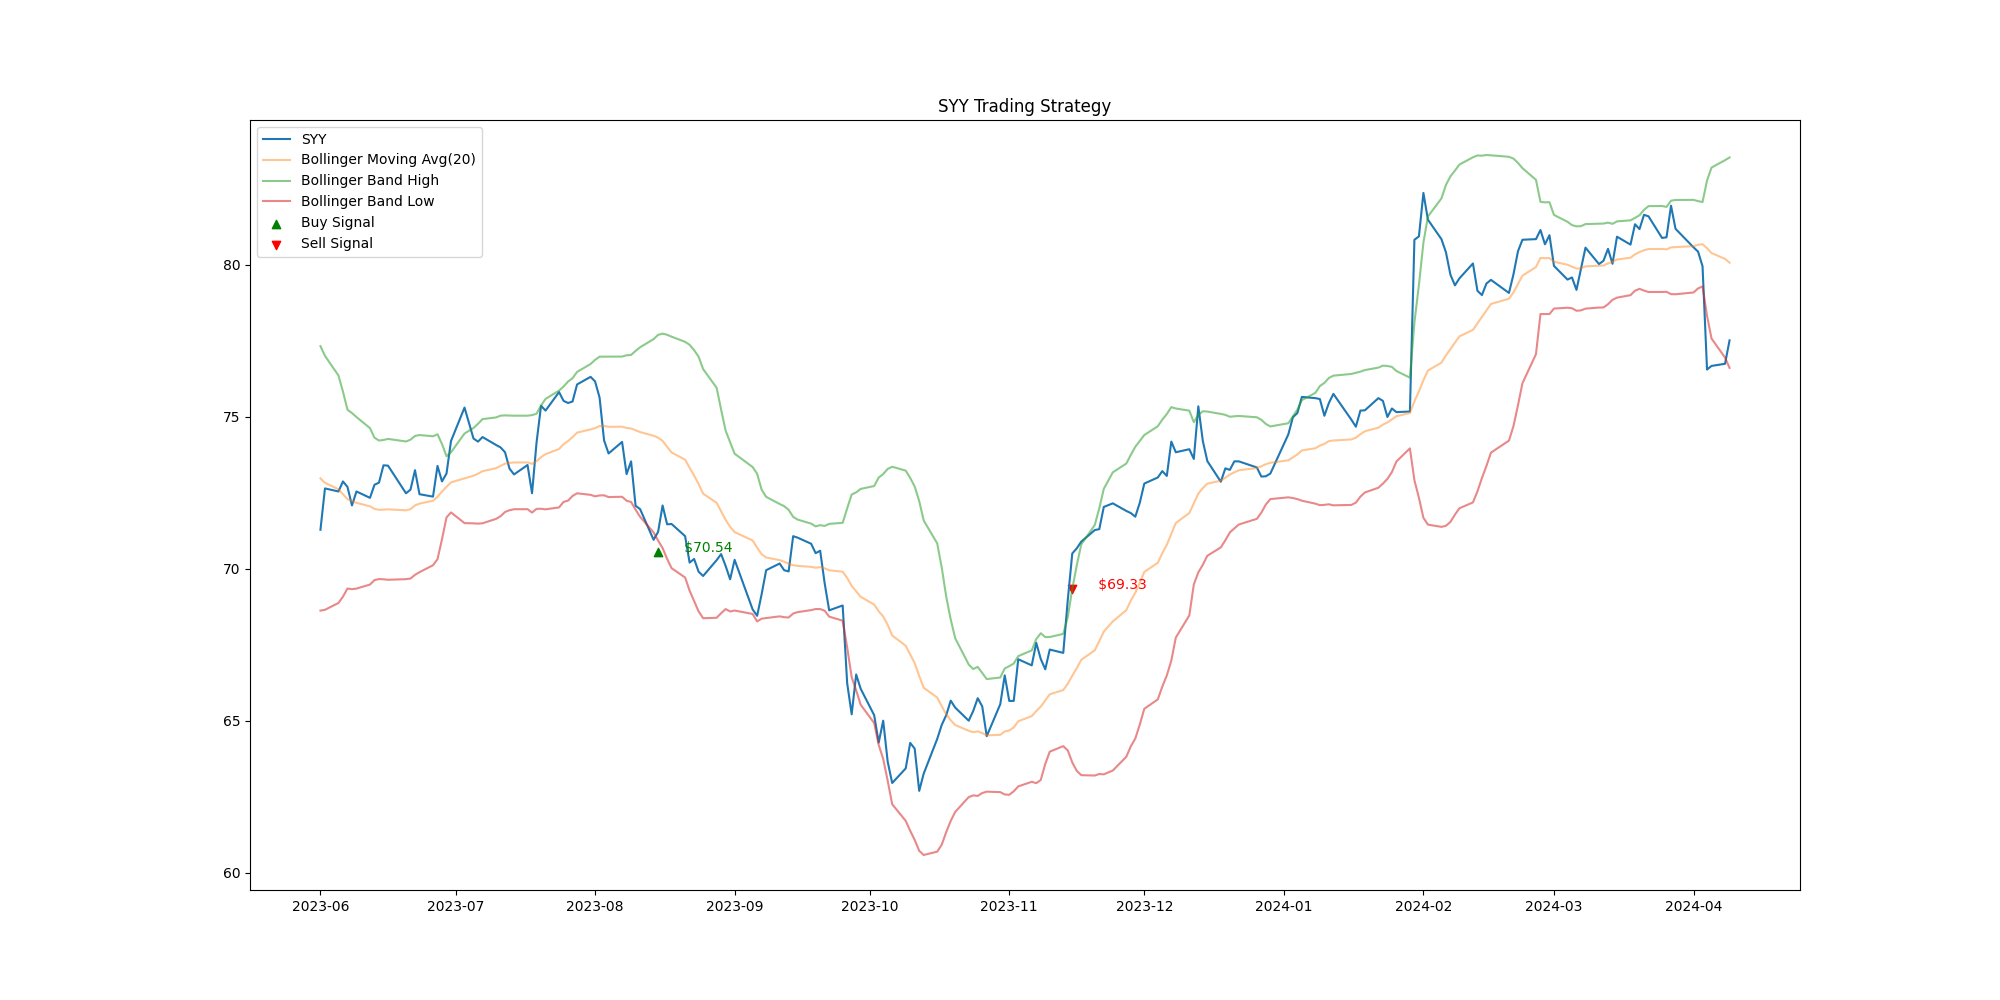 SYY Trading Strategy
SYY
Bollinger Moving Avg(20)
Bollinger Band High
Bollinger Band Low
Buy Signal
Sell Signal
80
75
70
65
60
$70.54
$69.33
2023-06 2023-07 2023-08 2023-09 2023-10 2023-11 2023-12 2024-01 2024-02 2024-03 2024-04